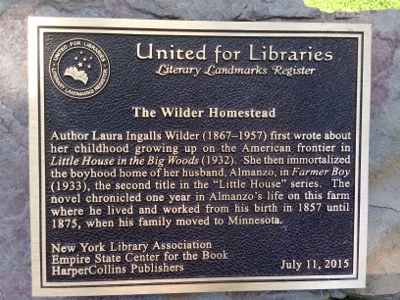 UNITED FOR LIBRARIES
LITERARY LANDMARKS REGISTER
United for Libraries
Literary Landmarks Register
The Wilder Homestead
Author Laura Ingalls Wilder (1867–1957) first wrote about
her childhood growing up on the American frontier in
Little House in the Big Woods (1932). She then immortalized
the boyhood home of her husband, Almanzo, in Farmer Boy
(1933), the second title in the “Little House” series. The
novel chronicled one year in Almanzo's life on this farm
where he lived and worked from his birth in 1857 until
1875, when his family moved to Minnesota.
New York Library Association
Empire State Center for the Book
HarperCollins Publishers
July 11, 2015